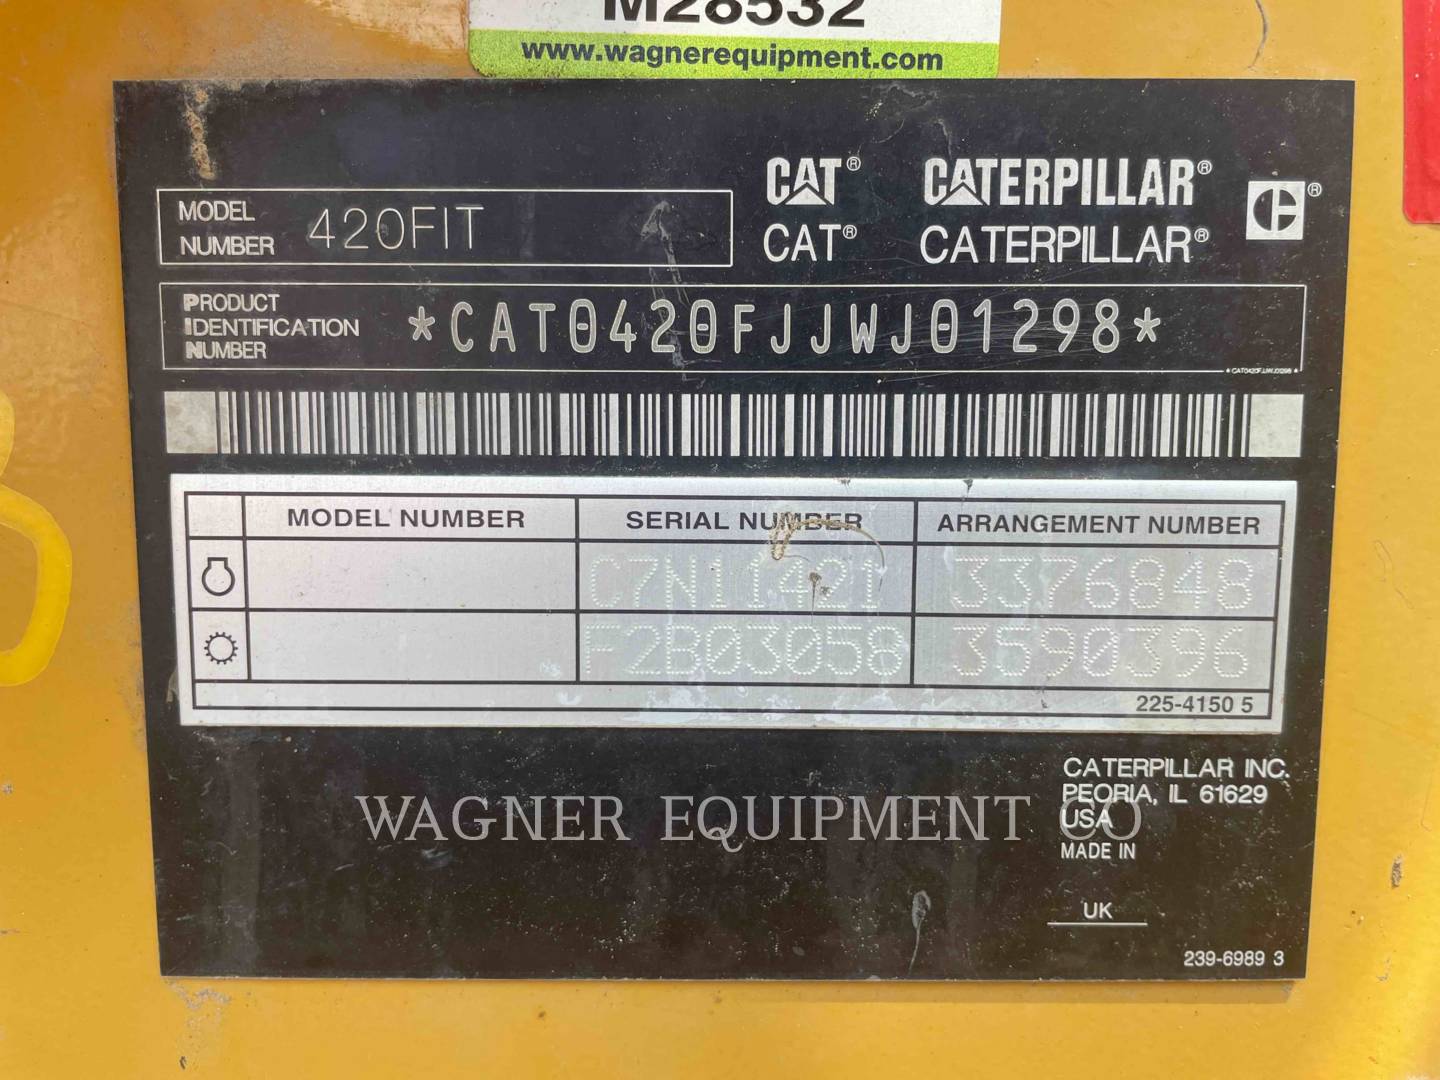 M28532
www.wagnerequipment.com
CAT® CATERPILLAR®
CAT® CATERPILLAR®
MODEL NUMBER 420FIT
PRODUCT IDENTIFICATION NUMBER *CAT0420FJJWJ01298*
*CAT0420FJJWJ01298*
MODEL NUMBER SERIAL NUMBER ARRANGEMENT NUMBER
C7N11421 3376848
F2B03058 3590396
225-4150 5
CATERPILLAR INC.
PEORIA, IL 61629
USA
MADE IN
UK
239-6989 3
WAGNER EQUIPMENT CO